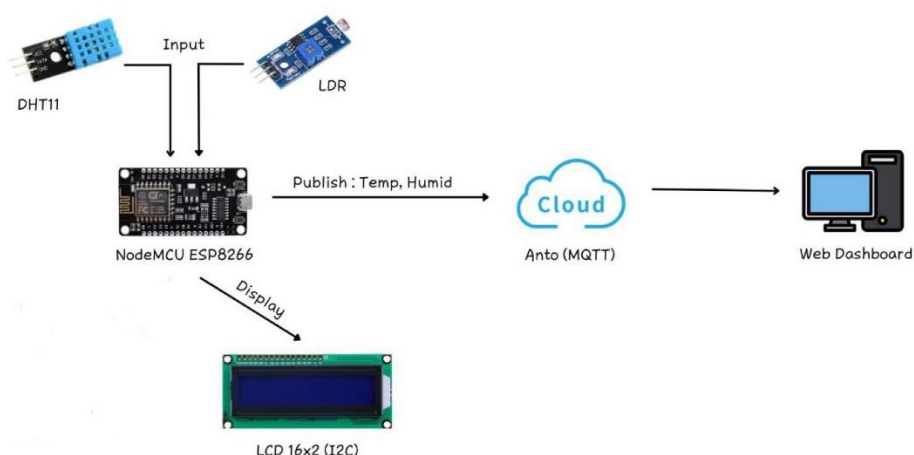 Input
DHT11
LDR
Publish : Temp, Humid
Cloud
NodeMCU ESP8266
Anto (MQTT)
Web Dashboard
Display
LCD 16x2 (I2C)